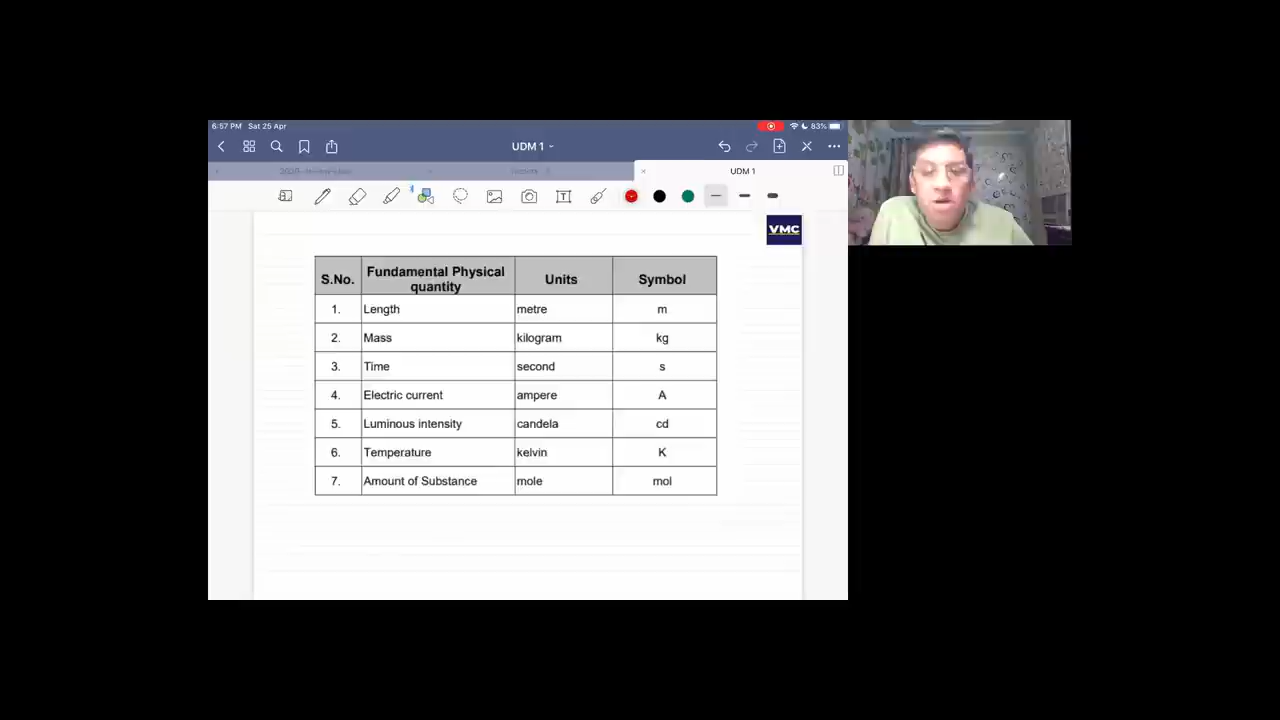 6:57 PM Sat 25 Apr
83%
UDM 1
UDM 1
VMC
S.No. Fundamental Physical quantity Units Symbol
1. Length metre m
2. Mass kilogram kg
3. Time second s
4. Electric current ampere A
5. Luminous intensity candela cd
6. Temperature kelvin K
7. Amount of Substance mole mol